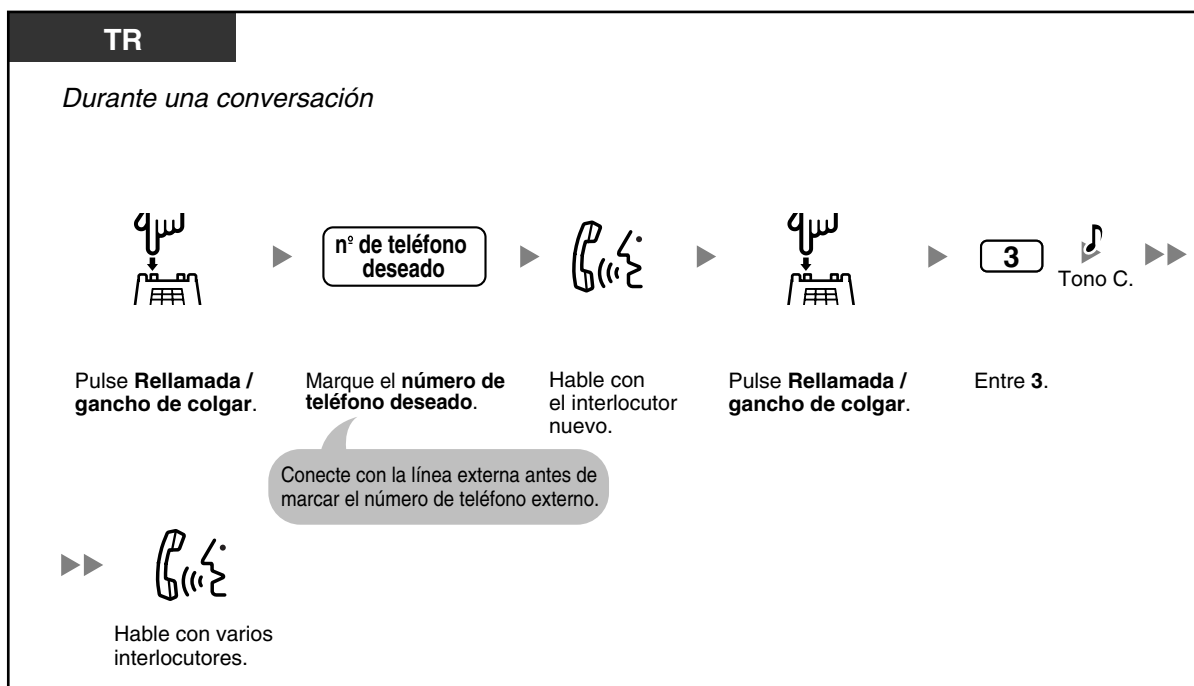 TR
Durante una conversación
nº de teléfono
deseado
3
Tono C.
Pulse Rellamada /
gancho de colgar.
Marque el número de
teléfono deseado.
Hable con
el interlocutor
nuevo.
Pulse Rellamada /
gancho de colgar.
Entre 3.
Conecte con la línea externa antes de
marcar el número de teléfono externo.
Hable con varios
interlocutores.